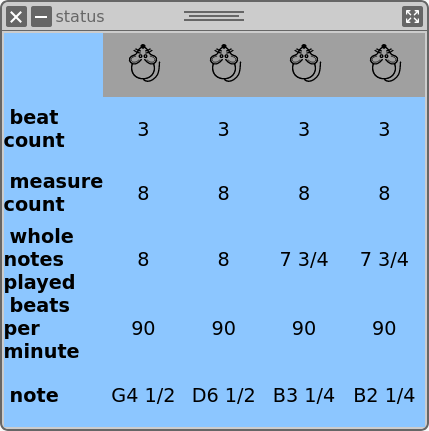 status
beat
count 3 3 3 3
measure
count 8 8 8 8
whole
notes 8 8 7 3/4 7 3/4
played
beats
per 90 90 90 90
minute
note G4 1/2 D6 1/2 B3 1/4 B2 1/4